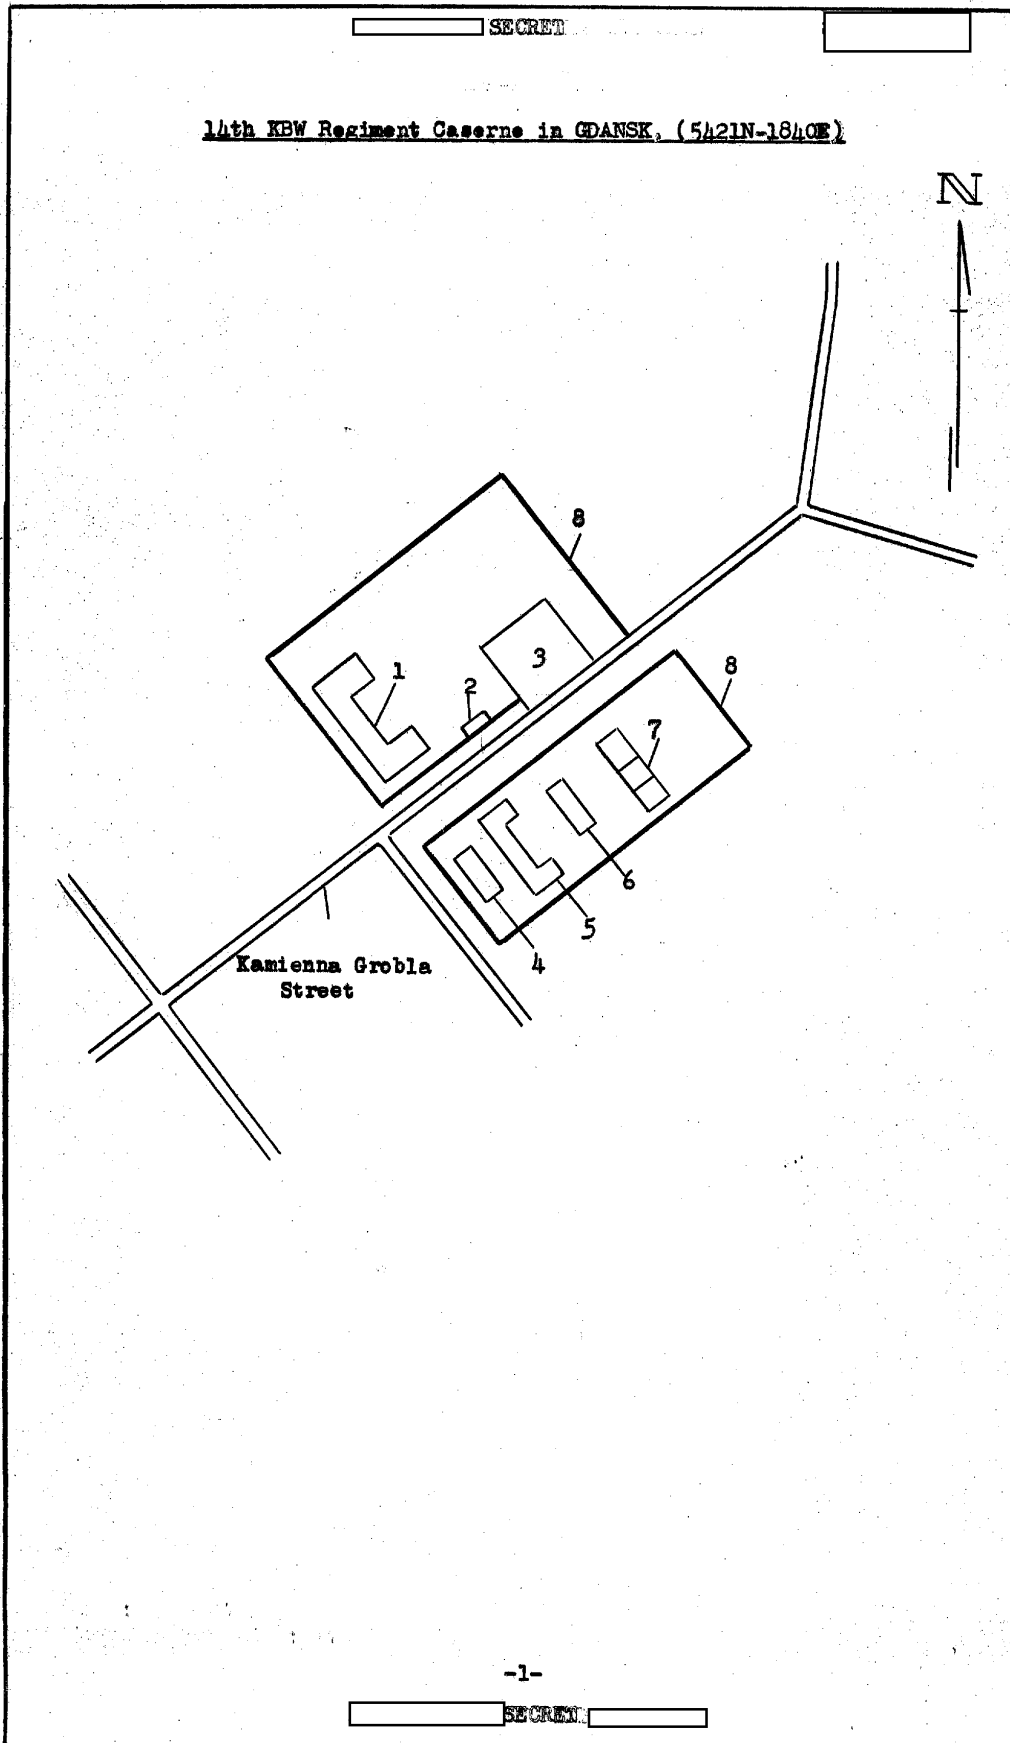 SECRET
14th KBW Regiment Caserne in GDANSK, (5421N-1840E)
N
8
8
1
2
3
7
6
5
4
Kamienna Grobla
Street
-1-
SECRET